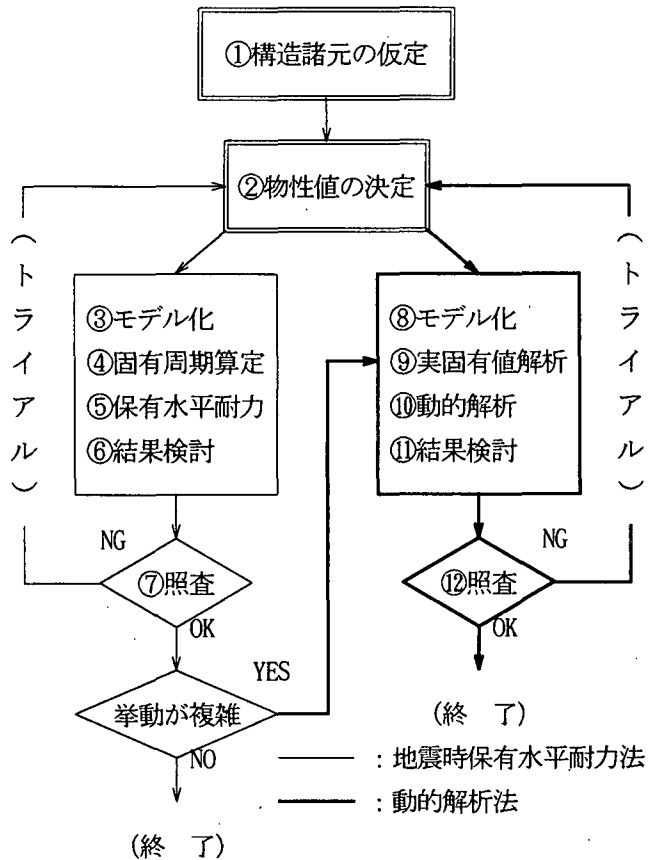 ①構造諸元の仮定
②物性値の決定
(トライアル)
③モデル化
④固有周期算定
⑤保有水平耐力
⑥結果検討
NG
⑦照査
OK
挙動が複雑
YES
NO
(終 了)
⑧モデル化
⑨実固有値解析
⑩動的解析
⑪結果検討
(トライアル)
NG
⑫照査
OK
(終 了)
:地震時保有水平耐力法
:動的解析法